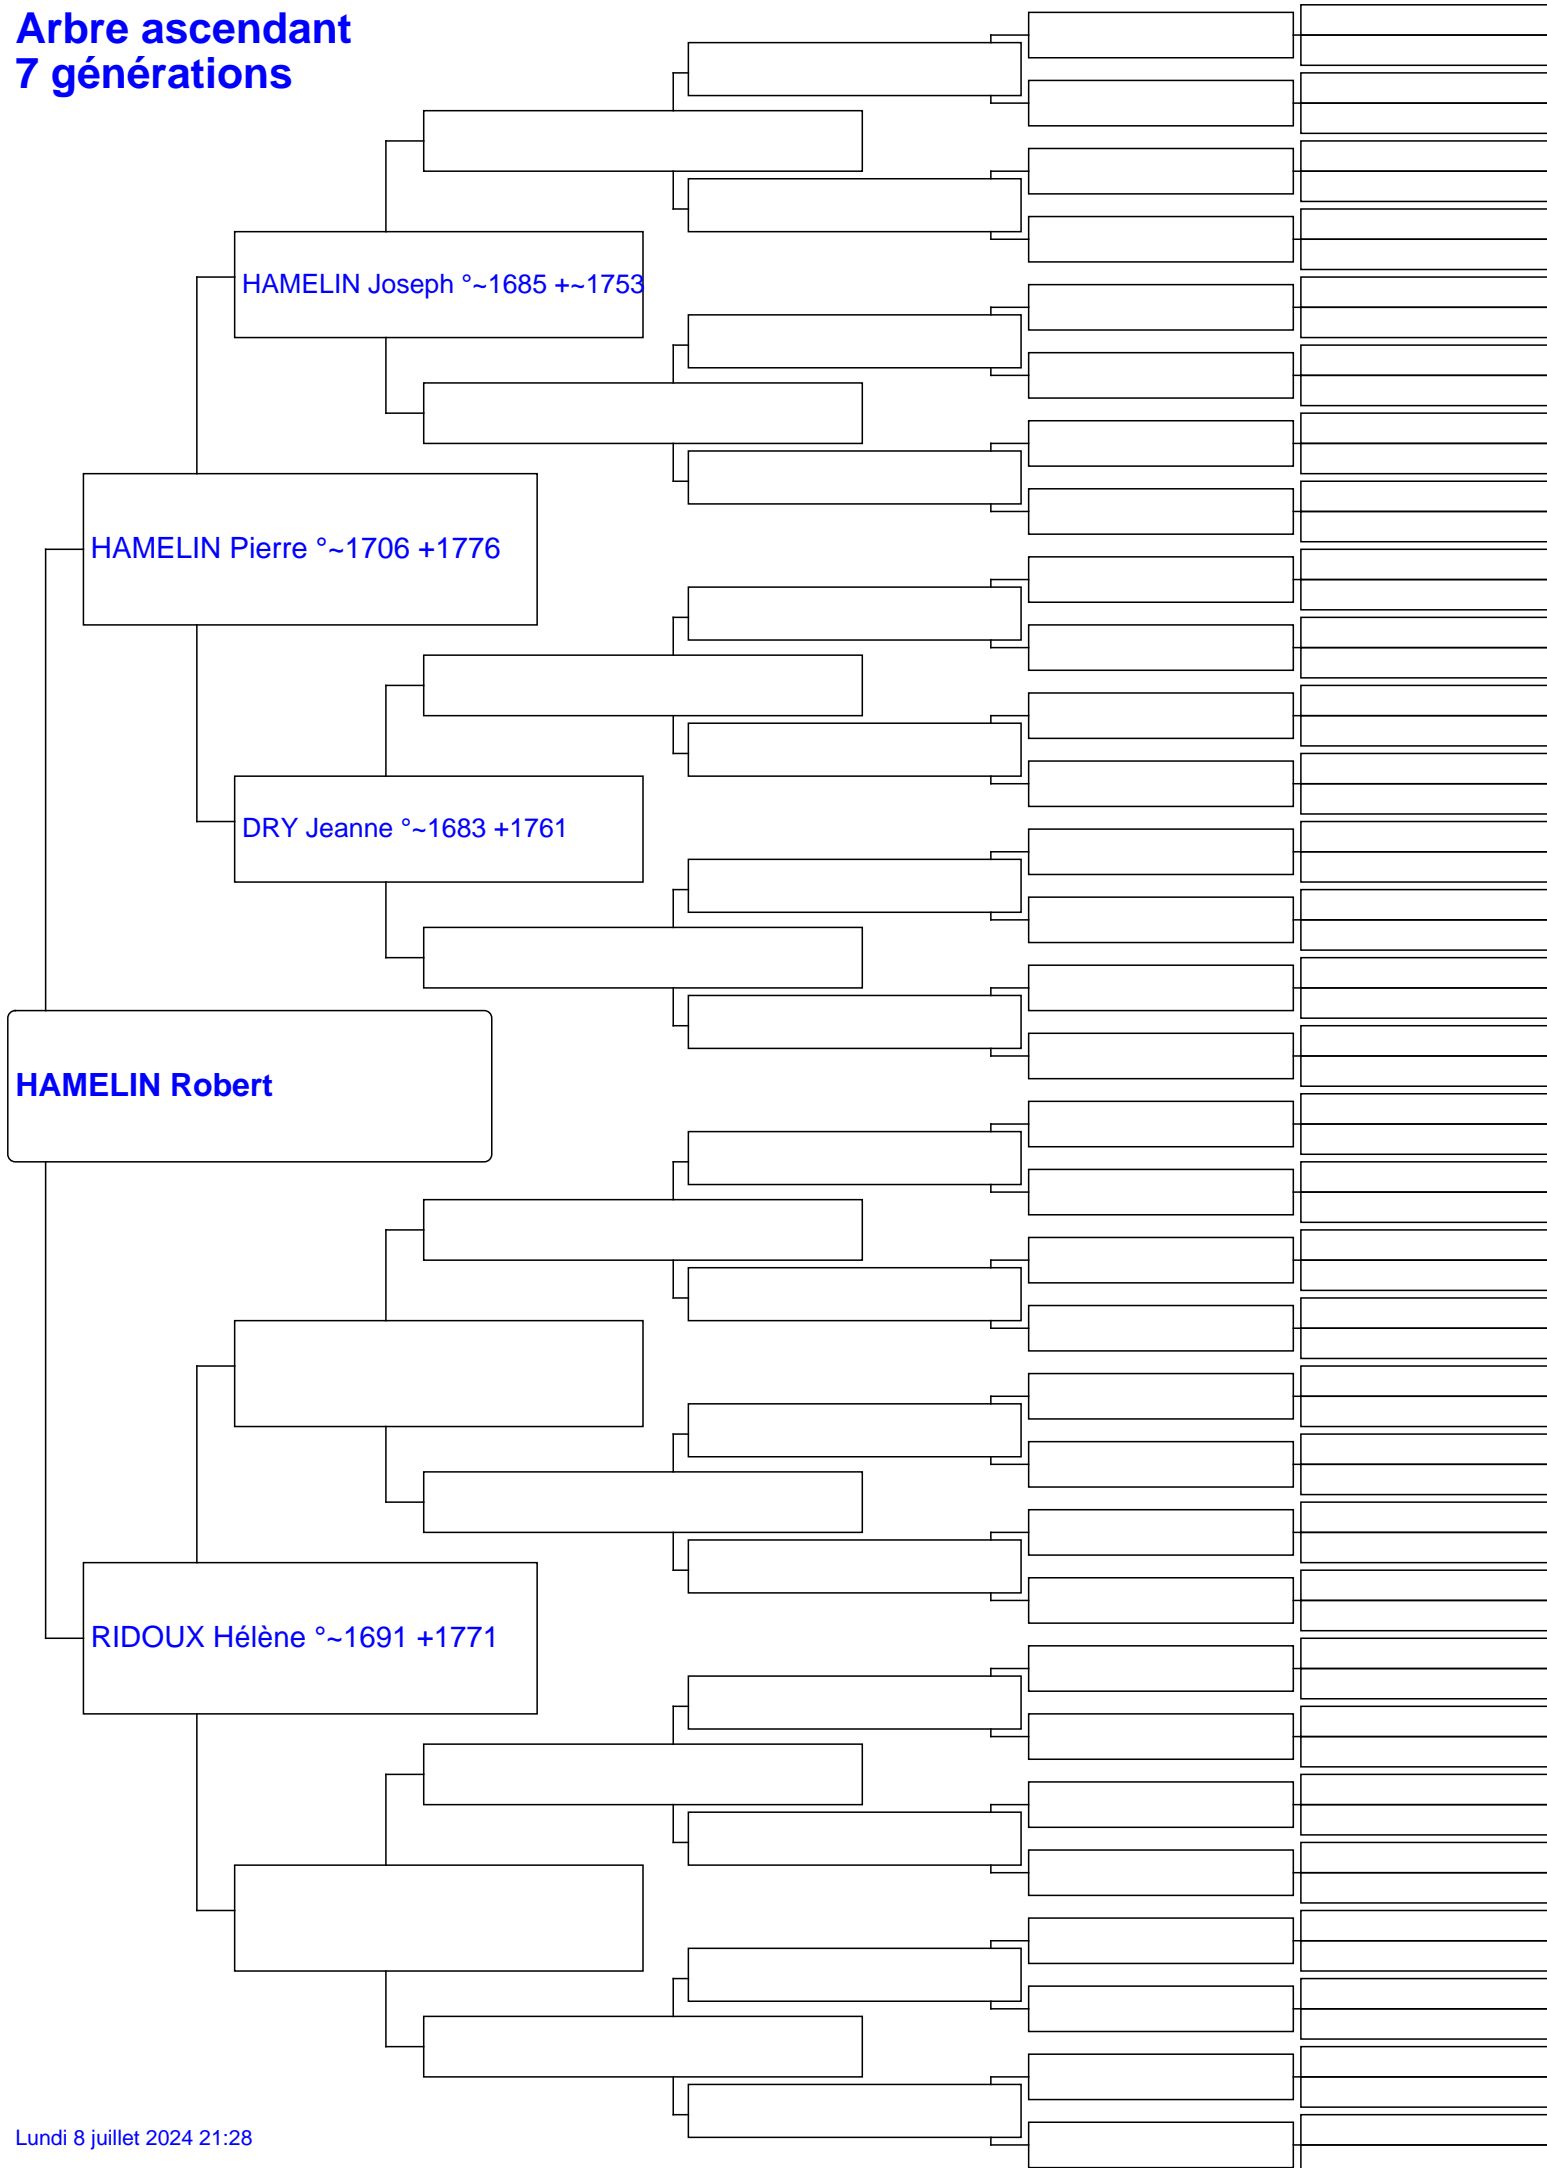 Arbre ascendant
7 générations
HAMELIN Joseph °~1685 +~1753
HAMELIN Pierre °~1706 +1776
DRY Jeanne °~1683 +1761
HAMELIN Robert
RIDOUX Hélène °~1691 +1771
Lundi 8 juillet 2024 21:28